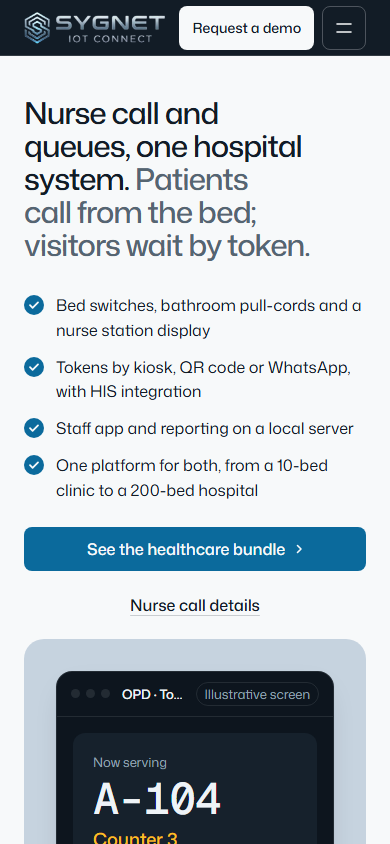 SYGNET
IOT CONNECT
Request a demo
Nurse call and
queues, one hospital
system. Patients
call from the bed;
visitors wait by token.
Bed switches, bathroom pull-cords and a
nurse station display
Tokens by kiosk, QR code or WhatsApp,
with HIS integration
Staff app and reporting on a local server
One platform for both, from a 10-bed
clinic to a 200-bed hospital
See the healthcare bundle
Nurse call details
OPD · To...
Illustrative screen
Now serving
A-104
Counter 3